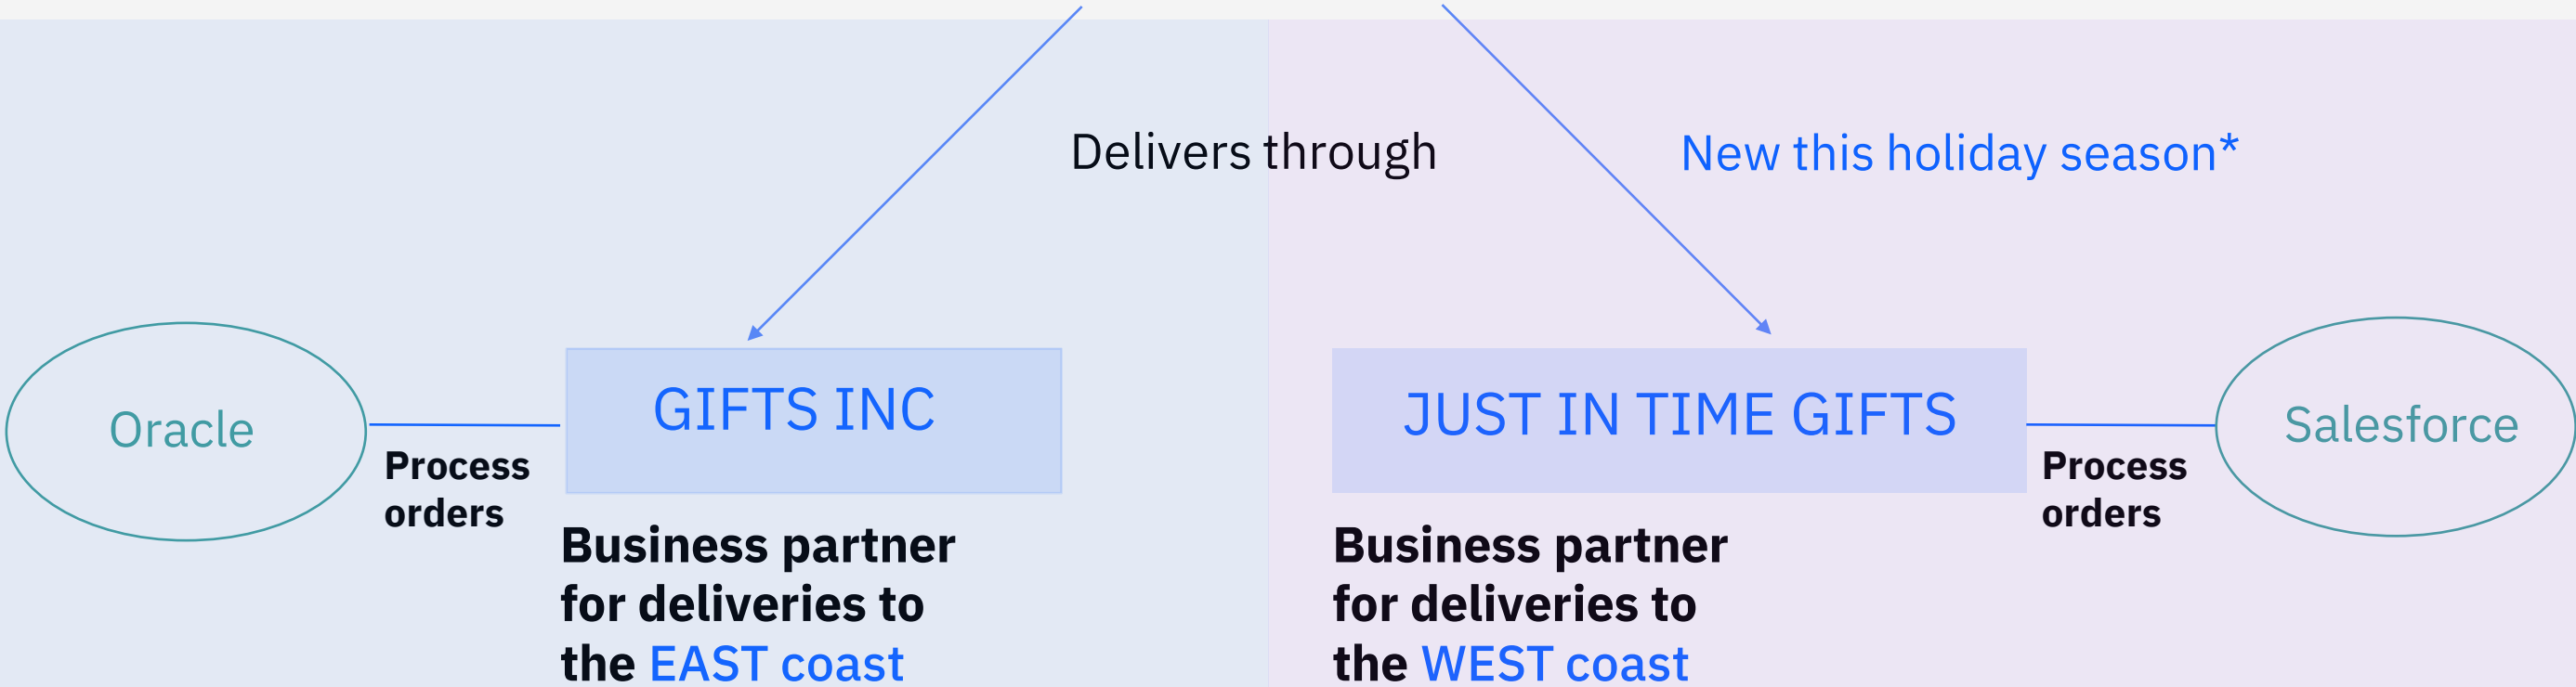 Delivers through
New this holiday season*
Oracle
Process
orders
GIFTS INC
Business partner
for deliveries to
the EAST coast
JUST IN TIME GIFTS
Business partner
for deliveries to
the WEST coast
Process
orders
Salesforce